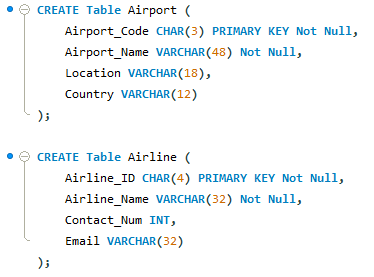 CREATE Table Airport (
Airport_Code CHAR(3) PRIMARY KEY Not Null,
Airport_Name VARCHAR(48) Not Null,
Location VARCHAR(18),
Country VARCHAR(12)
);
CREATE Table Airline (
Airline_ID CHAR(4) PRIMARY KEY Not Null,
Airline_Name VARCHAR(32) Not Null,
Contact_Num INT,
Email VARCHAR(32)
);